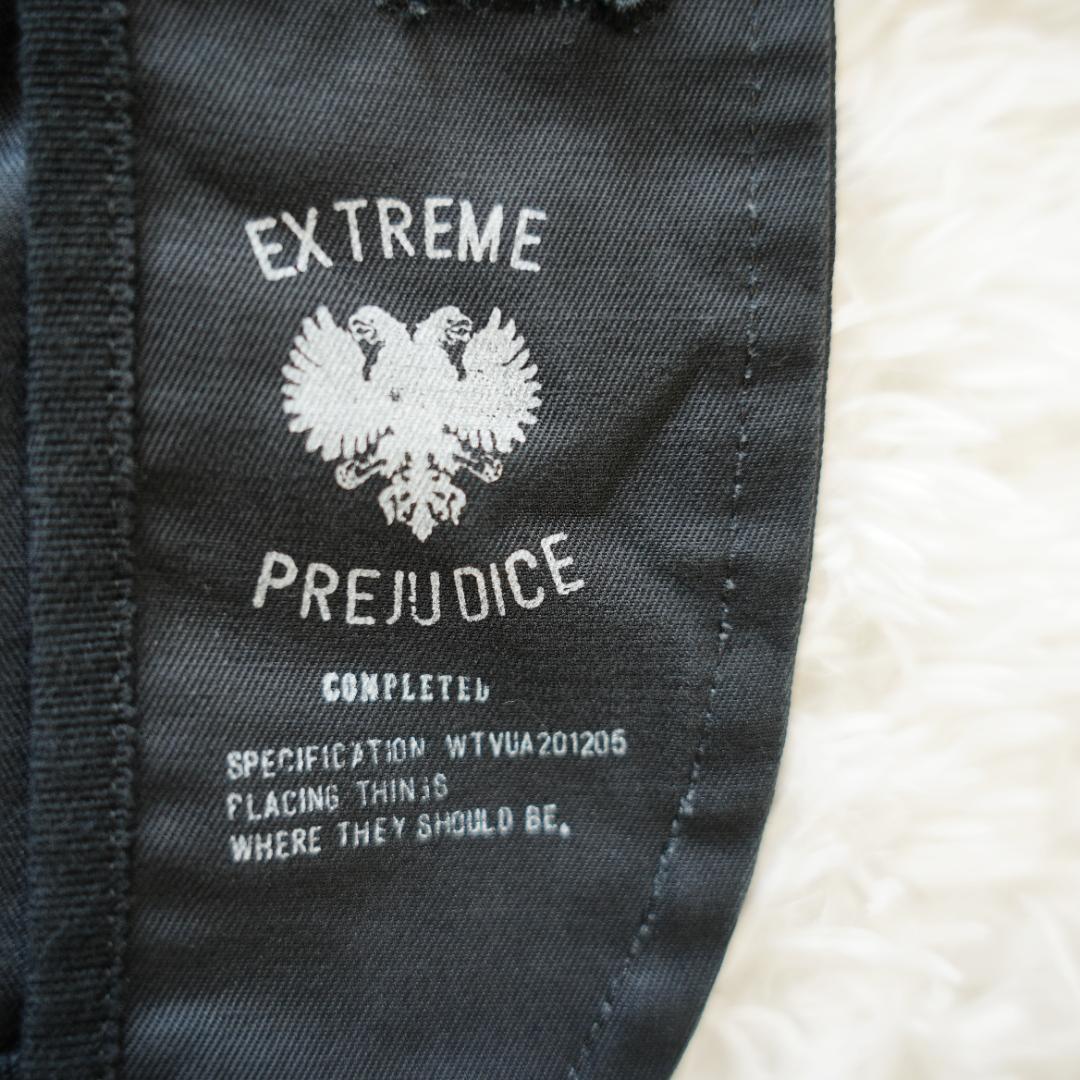 EXTREME
PREJUDICE
COMPLETED
SPECIFICATION WTVUA201205
PLACING THINGS
WHERE THEY SHOULD BE.